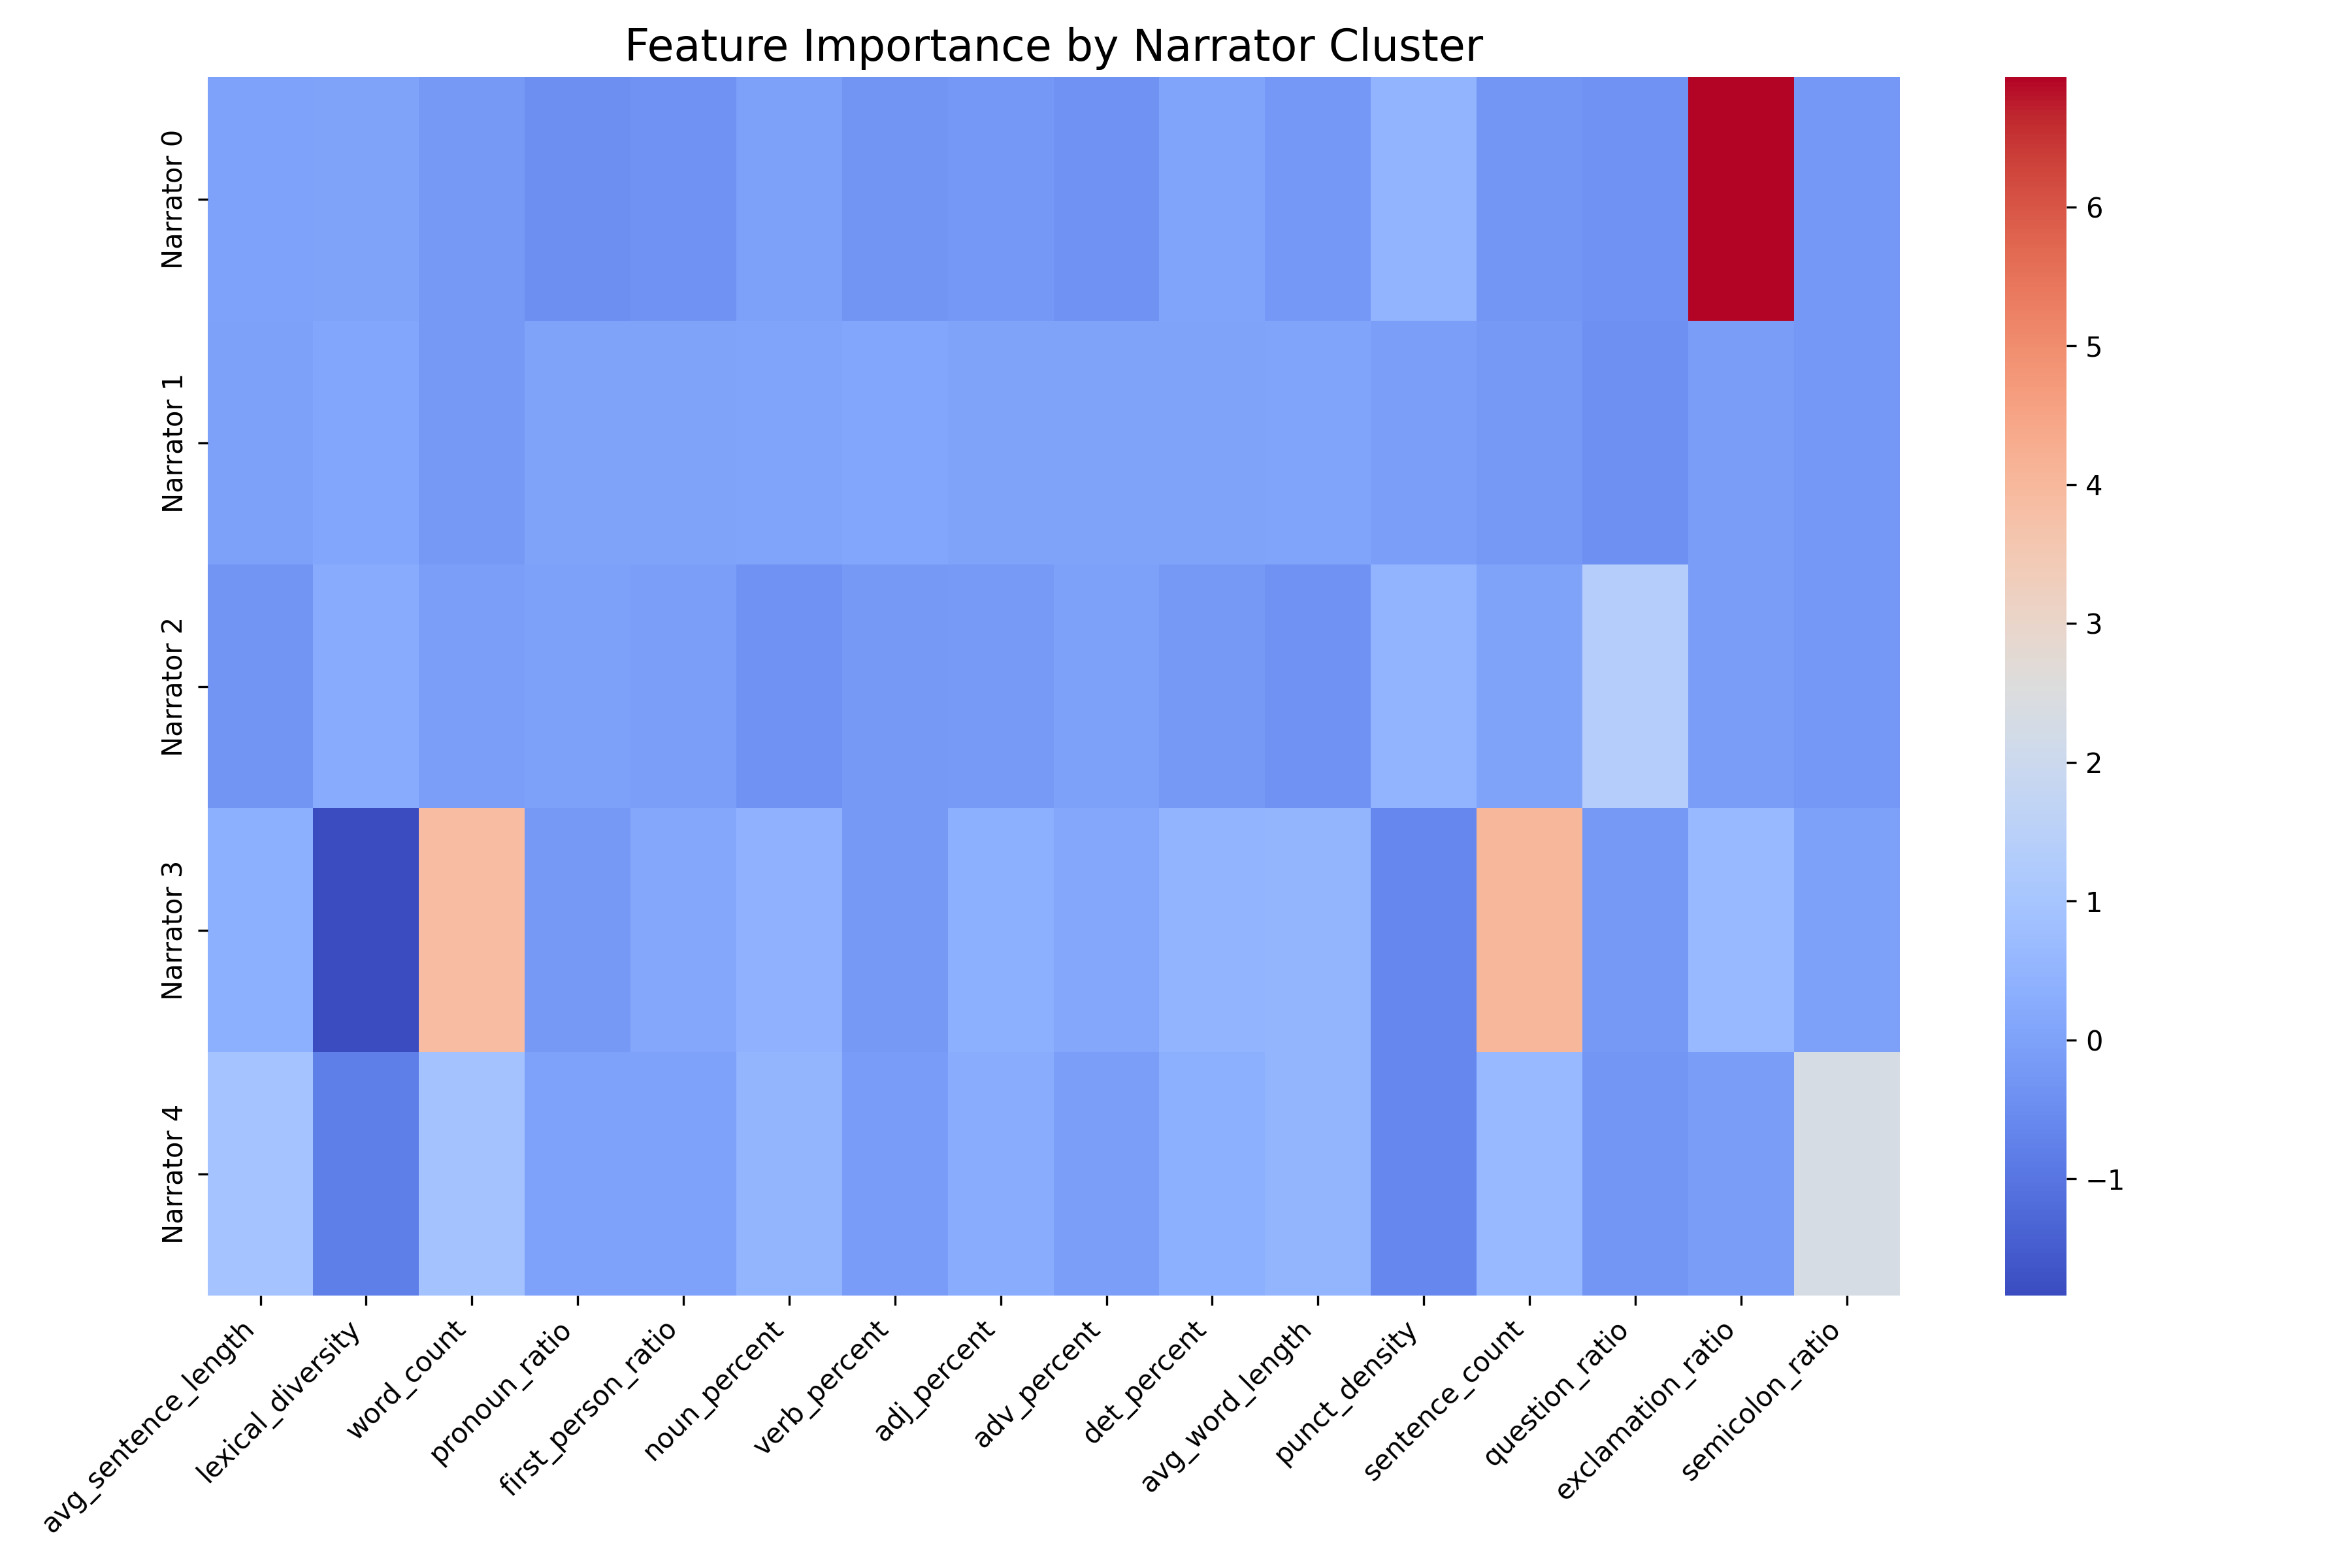 Feature Importance by Narrator Cluster
Narrator 0
Narrator 1
Narrator 2
Narrator 3
Narrator 4
avg_sentence_length
lexical_diversity
word_count
pronoun_ratio
first_person_ratio
noun_percent
verb_percent
adj_percent
adv_percent
det_percent
avg_word_length
punct_density
sentence_count
question_ratio
exclamation_ratio
semicolon_ratio
6
5
4
3
2
1
0
−1